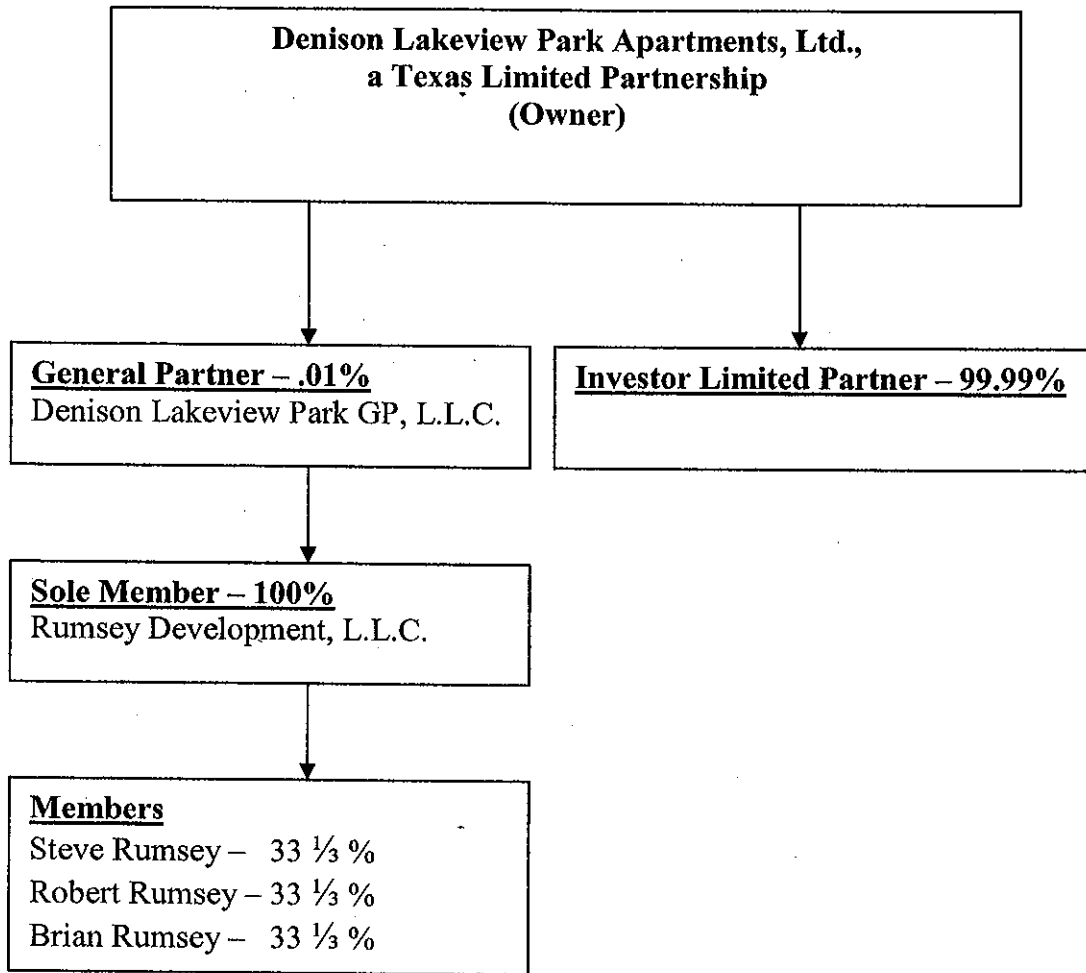 Denison Lakeview Park Apartments, Ltd.,
a Texas Limited Partnership
(Owner)
General Partner – .01%
Denison Lakeview Park GP, L.L.C.
Investor Limited Partner – 99.99%
Sole Member – 100%
Rumsey Development, L.L.C.
Members
Steve Rumsey – 33 ⅓ %
Robert Rumsey – 33 ⅓ %
Brian Rumsey – 33 ⅓ %